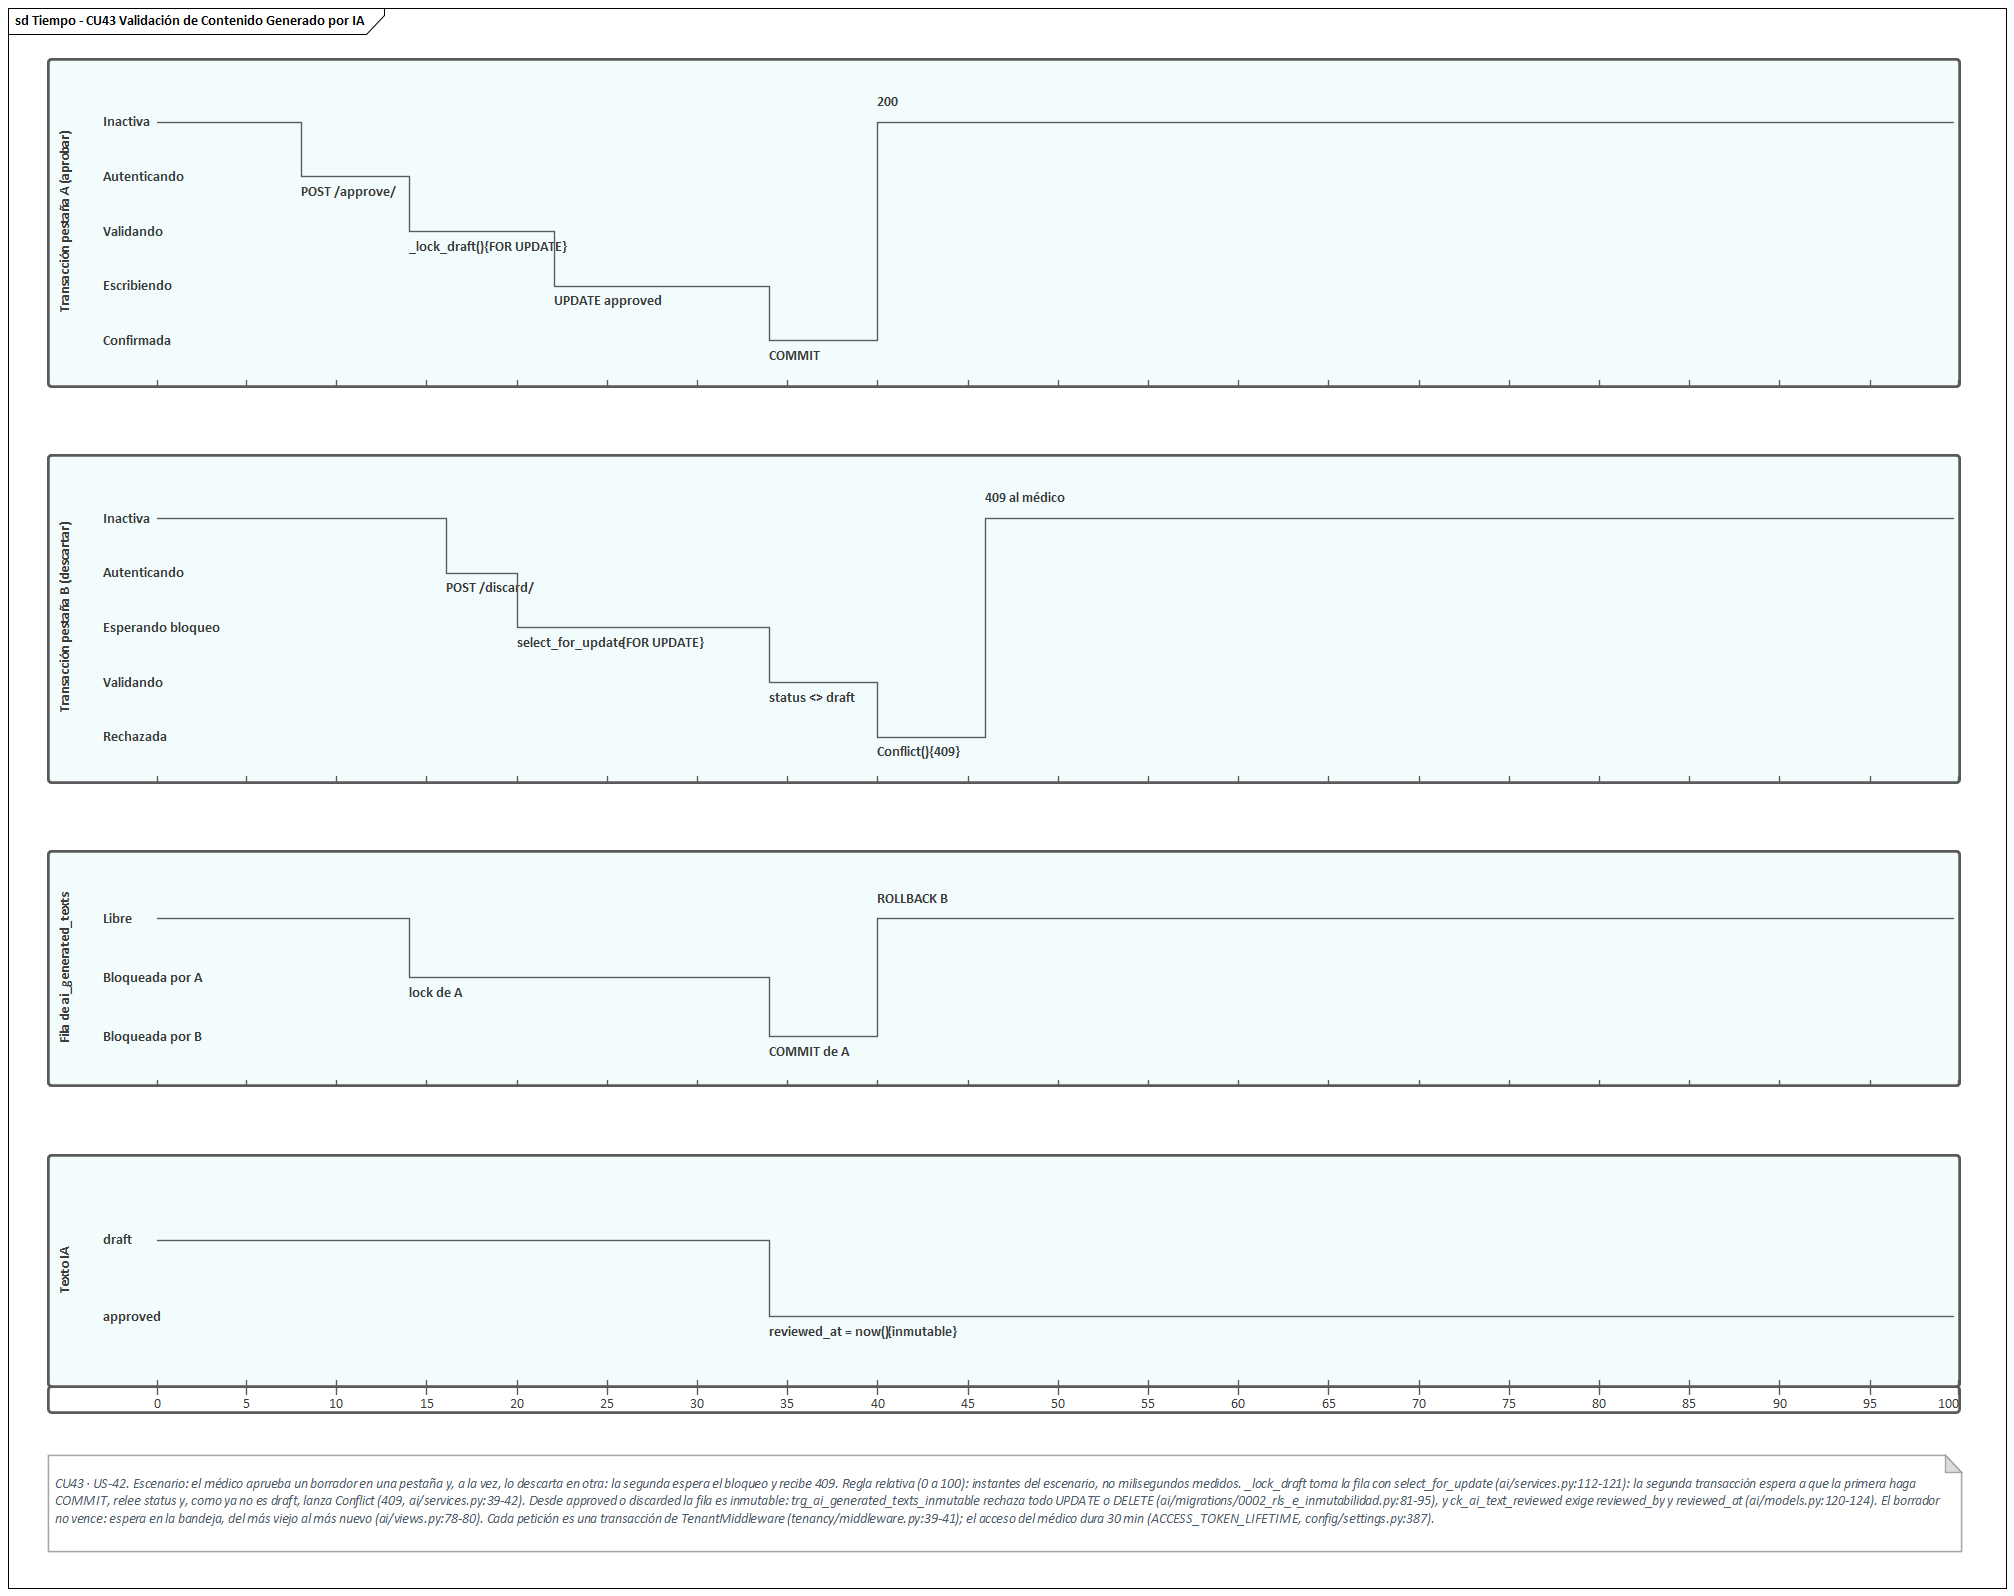 sd Tiempo - CU43 Validación de Contenido Generado por IA
Transacción pestaña A (aprobar)
200
Inactiva
Autenticando
POST /approve/
Validando
_lock_draft(){FOR UPDATE}
Escribiendo
UPDATE approved
Confirmada
COMMIT
Transacción pestaña B (descartar)
409 al médico
Inactiva
Autenticando
POST /discard/
Esperando bloqueo
select_for_update{FOR UPDATE}
Validando
status <> draft
Rechazada
Conflict(){409}
Fila de ai_generated_texts
ROLLBACK B
Libre
Bloqueada por A
lock de A
Bloqueada por B
COMMIT de A
Texto IA
draft
approved
reviewed_at = now(){inmutable}
0 5 10 15 20 25 30 35 40 45 50 55 60 65 70 75 80 85 90 95 100
CU43 · US-42. Escenario: el médico aprueba un borrador en una pestaña y, a la vez, lo descarta en otra: la segunda espera el bloqueo y recibe 409. Regla relativa (0 a 100): instantes del escenario, no milisegundos medidos. _lock_draft toma la fila con select_for_update (ai/services.py:112-121): la segunda transacción espera a que la primera haga
COMMIT, relee status y, como ya no es draft, lanza Conflict (409, ai/services.py:39-42). Desde approved o discarded la fila es inmutable: trg_ai_generated_texts_inmutable rechaza todo UPDATE o DELETE (ai/migrations/0002_rls_e_inmutabilidad.py:81-95), y ck_ai_text_reviewed exige reviewed_by y reviewed_at (ai/models.py:120-124). El borrador
no vence: espera en la bandeja, del más viejo al más nuevo (ai/views.py:78-80). Cada petición es una transacción de TenantMiddleware (tenancy/middleware.py:39-41); el acceso del médico dura 30 min (ACCESS_TOKEN_LIFETIME, config/settings.py:387).